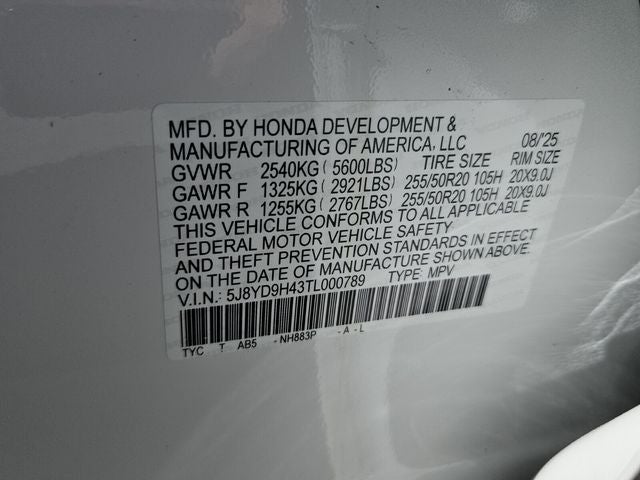 MFD. BY HONDA DEVELOPMENT &
MANUFACTURING OF AMERICA, LLC 08/'25
GVWR 2540KG ( 5600LBS) TIRE SIZE RIM SIZE
GAWR F 1325KG ( 2921LBS) 255/50R20 105H 20X9.0J
GAWR R 1255KG ( 2767LBS) 255/50R20 105H 20X9.0J
THIS VEHICLE CONFORMS TO ALL APPLICABLE
FEDERAL MOTOR VEHICLE SAFETY
AND THEFT PREVENTION STANDARDS IN EFFECT
ON THE DATE OF MANUFACTURE SHOWN ABOVE.
V.I.N.: 5J8YD9H43TL000789 TYPE: MPV
TYC T AB5 -NH883P -A-L